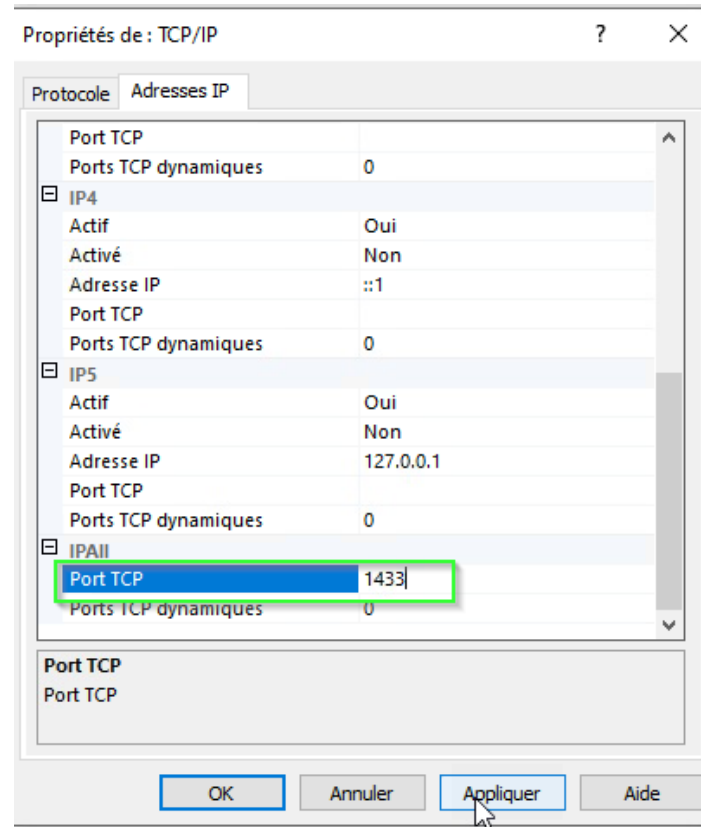 Propriétés de : TCP/IP ? ×
Protocole Adresses IP
Port TCP
Ports TCP dynamiques 0
IP4
Actif Oui
Activé Non
Adresse IP ::1
Port TCP
Ports TCP dynamiques 0
IP5
Actif Oui
Activé Non
Adresse IP 127.0.0.1
Port TCP
Ports TCP dynamiques 0
IPAll
Port TCP 1433
Ports TCP dynamiques 0
Port TCP
Port TCP
OK Annuler Appliquer Aide